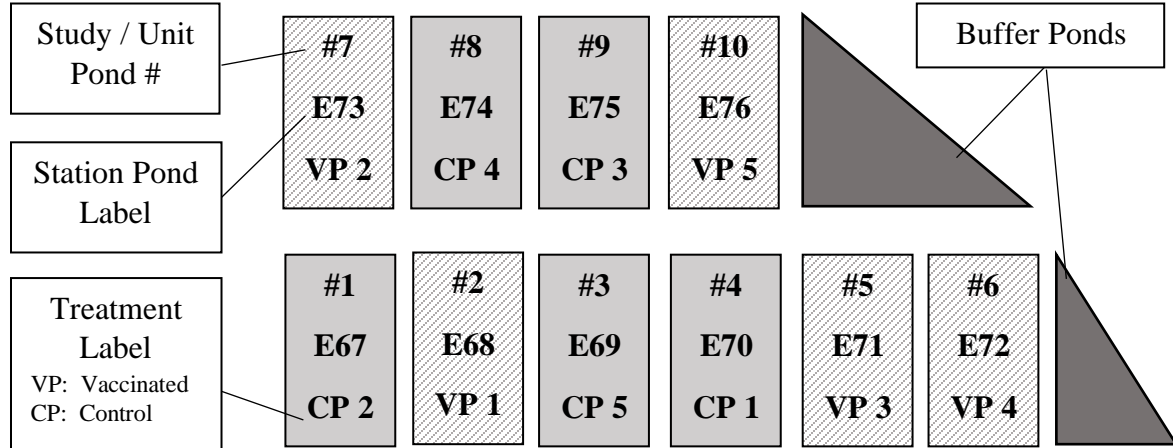 Study / Unit
Pond #
Station Pond
Label
Treatment
Label
VP: Vaccinated
CP: Control
#7
E73
VP 2
#8
E74
CP 4
#9
E75
CP 3
#10
E76
VP 5
Buffer Ponds
#1
E67
CP 2
#2
E68
VP 1
#3
E69
CP 5
#4
E70
CP 1
#5
E71
VP 3
#6
E72
VP 4